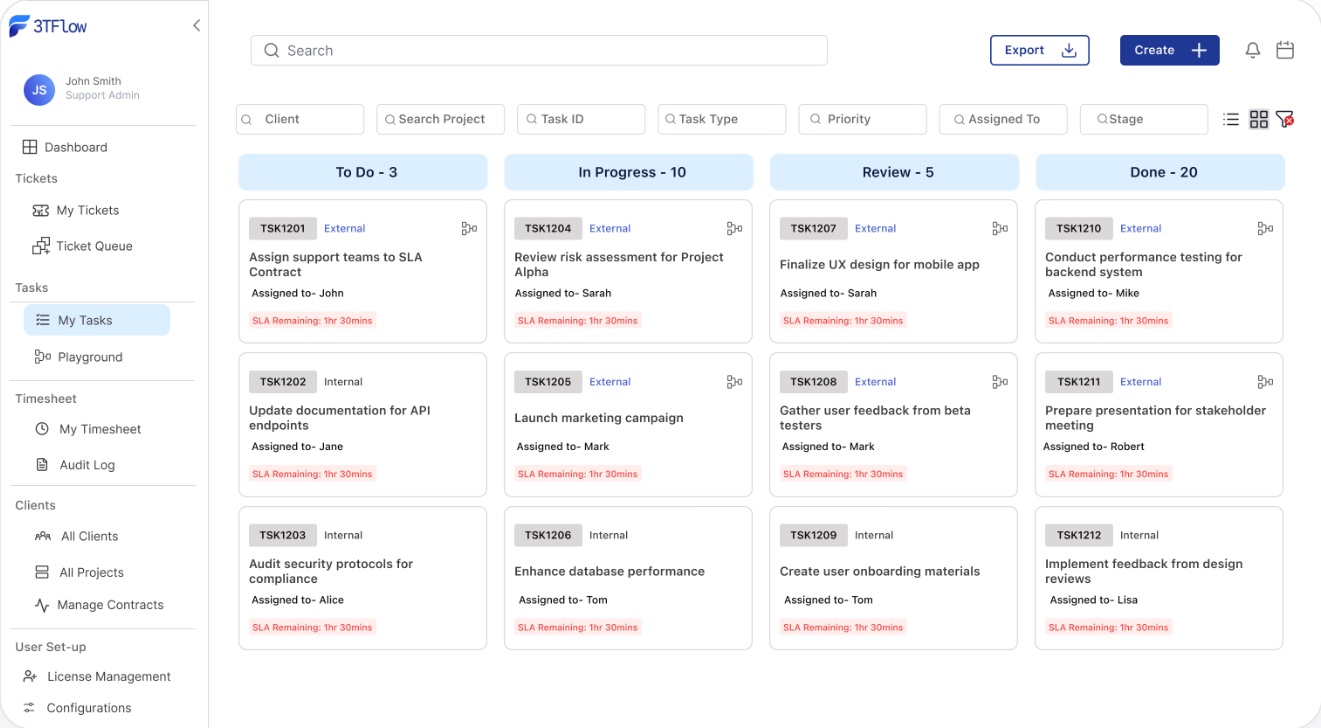 3TFlow
JS
John Smith
Support Admin
Dashboard
Tickets
My Tickets
Ticket Queue
Tasks
My Tasks
Playground
Timesheet
My Timesheet
Audit Log
Clients
All Clients
All Projects
Manage Contracts
User Set-up
License Management
Configurations
Search
Export
Create
Client
Search Project
Task ID
Task Type
Priority
Assigned To
Stage
To Do - 3
TSK1201 External
Assign support teams to SLA
Contract
Assigned to- John
SLA Remaining: 1hr 30mins
TSK1202 Internal
Update documentation for API
endpoints
Assigned to- Jane
SLA Remaining: 1hr 30mins
TSK1203 Internal
Audit security protocols for
compliance
Assigned to- Alice
SLA Remaining: 1hr 30mins
In Progress - 10
TSK1204 External
Review risk assessment for Project
Alpha
Assigned to- Sarah
SLA Remaining: 1hr 30mins
TSK1205 External
Launch marketing campaign
Assigned to- Mark
SLA Remaining: 1hr 30mins
TSK1206 Internal
Enhance database performance
Assigned to- Tom
SLA Remaining: 1hr 30mins
Review - 5
TSK1207 External
Finalize UX design for mobile app
Assigned to- Sarah
SLA Remaining: 1hr 30mins
TSK1208 External
Gather user feedback from beta
testers
Assigned to- Mark
SLA Remaining: 1hr 30mins
TSK1209 Internal
Create user onboarding materials
Assigned to- Tom
SLA Remaining: 1hr 30mins
Done - 20
TSK1210 External
Conduct performance testing for
backend system
Assigned to- Mike
SLA Remaining: 1hr 30mins
TSK1211 External
Prepare presentation for stakeholder
meeting
Assigned to- Robert
SLA Remaining: 1hr 30mins
TSK1212 Internal
Implement feedback from design
reviews
Assigned to- Lisa
SLA Remaining: 1hr 30mins